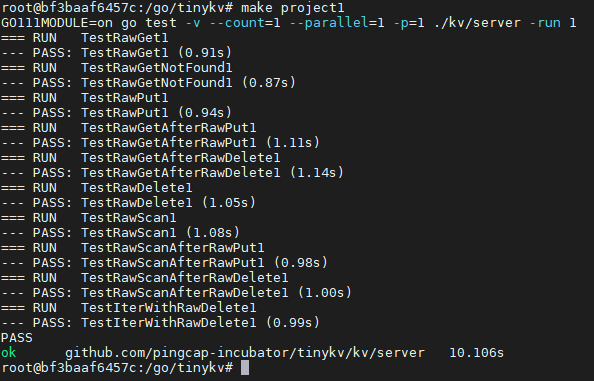 root@bf3baaf6457c:/go/tinykv# make project1
GO111MODULE=on go test -v --count=1 --parallel=1 -p=1 ./kv/server -run 1
=== RUN   TestRawGet1
--- PASS: TestRawGet1 (0.91s)
=== RUN   TestRawGetNotFound1
--- PASS: TestRawGetNotFound1 (0.87s)
=== RUN   TestRawPut1
--- PASS: TestRawPut1 (0.94s)
=== RUN   TestRawGetAfterRawPut1
--- PASS: TestRawGetAfterRawPut1 (1.11s)
=== RUN   TestRawGetAfterRawDelete1
--- PASS: TestRawGetAfterRawDelete1 (1.14s)
=== RUN   TestRawDelete1
--- PASS: TestRawDelete1 (1.05s)
=== RUN   TestRawScan1
--- PASS: TestRawScan1 (1.08s)
=== RUN   TestRawScanAfterRawPut1
--- PASS: TestRawScanAfterRawPut1 (0.98s)
=== RUN   TestRawScanAfterRawDelete1
--- PASS: TestRawScanAfterRawDelete1 (1.00s)
=== RUN   TestIterWithRawDelete1
--- PASS: TestIterWithRawDelete1 (0.99s)
PASS
ok      github.com/pingcap-incubator/tinykv/kv/server   10.106s
root@bf3baaf6457c:/go/tinykv#